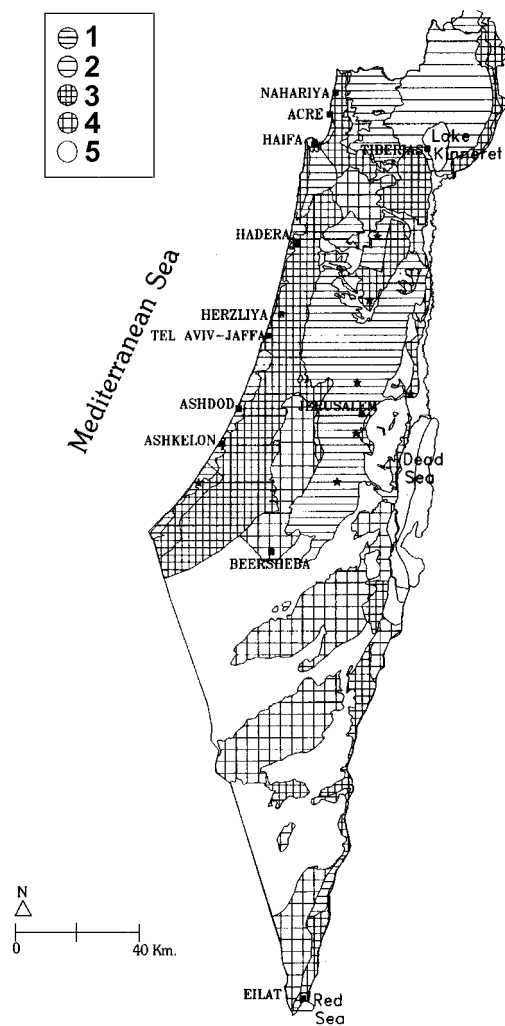 1
2
3
4
5
NAHARIYA
ACRE
HAIFA
TIBERIAS
Lake
Kinneret
HADERA
Mediterranean Sea
HERZLIYA
TEL AVIV-JAFFA
ASHDOD
JERUSALEM
ASHKELON
Dead
Sea
BEERSHEBA
N
0 40 Km.
EILAT
Red
Sea